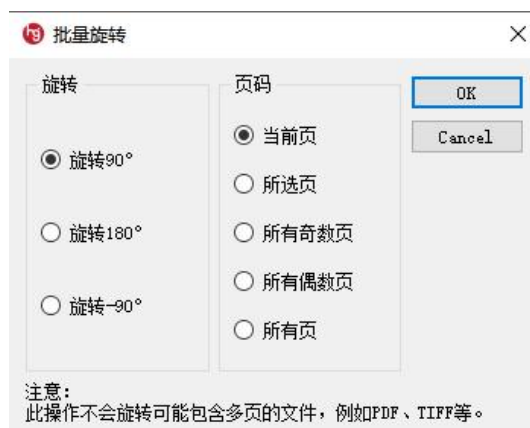 hg 批量旋转
旋转
旋转90°
旋转180°
旋转-90°
页码
当前页
所选页
所有奇数页
所有偶数页
所有页
OK
Cancel
注意：
此操作不会旋转可能包含多页的文件，例如PDF、TIFF等。